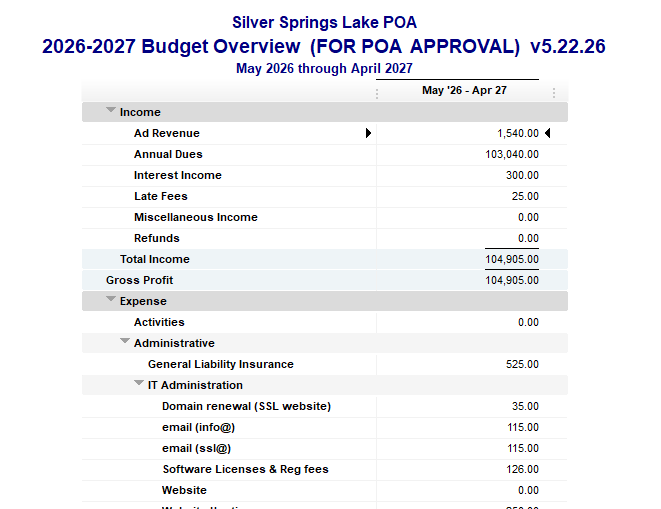 Silver Springs Lake POA
2026-2027 Budget Overview (FOR POA APPROVAL) v5.22.26
May 2026 through April 2027
May '26 - Apr 27
Income
Ad Revenue 1,540.00
Annual Dues 103,040.00
Interest Income 300.00
Late Fees 25.00
Miscellaneous Income 0.00
Refunds 0.00
Total Income 104,905.00
Gross Profit 104,905.00
Expense
Activities 0.00
Administrative
General Liability Insurance 525.00
IT Administration
Domain renewal (SSL website) 35.00
email (info@) 115.00
email (ssl@) 115.00
Software Licenses & Reg fees 126.00
Website 0.00